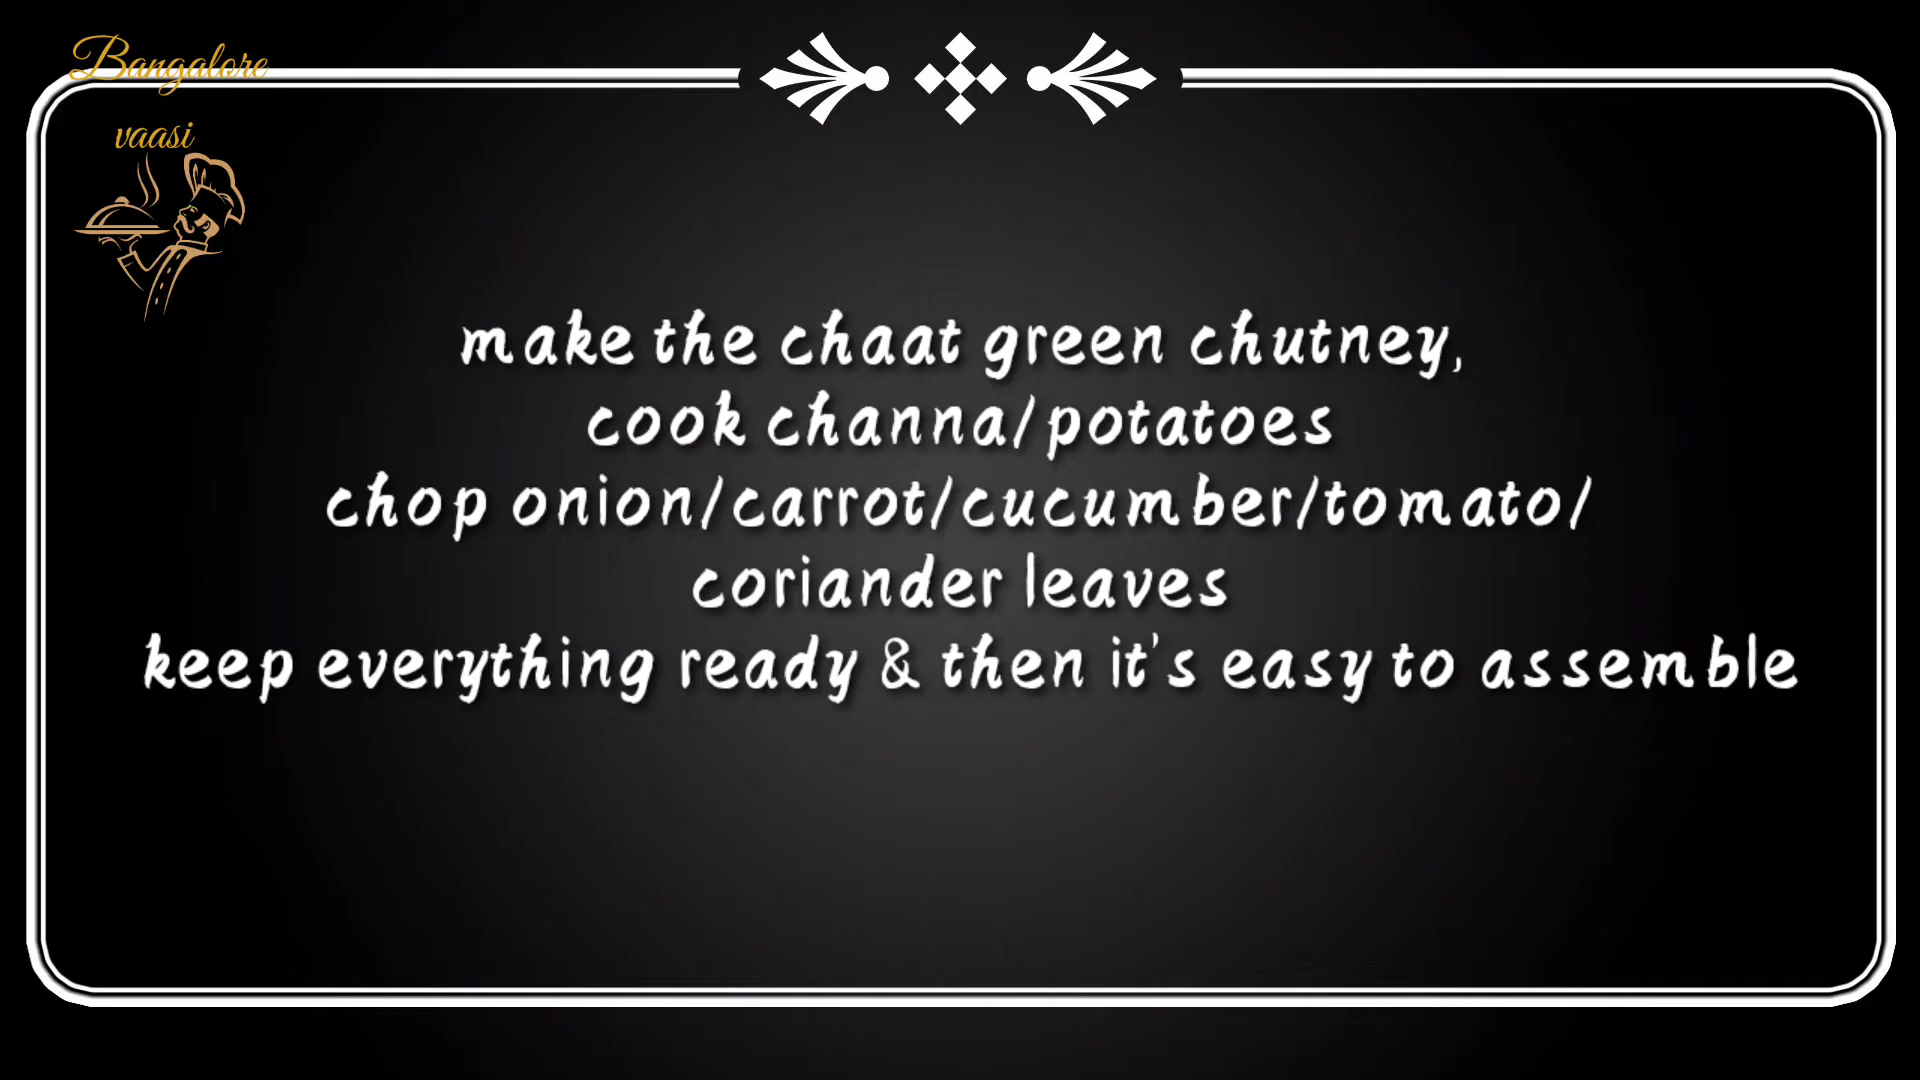 Bangalore
vaasi
make the chaat green chutney,
cook channa/potatoes
chop onion/carrot/cucumber/tomato/
coriander leaves
keep everything ready & then it's easy to assemble